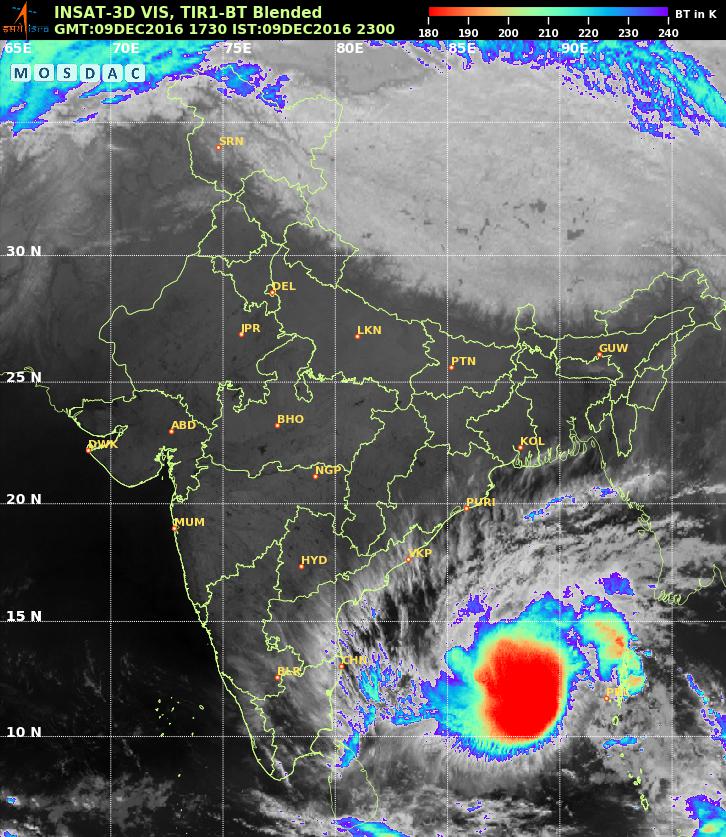 INSAT-3D VIS, TIR1-BT Blended
GMT:09DEC2016 1730 IST:09DEC2016 2300
BT in K
180 190 200 210 220 230 240
65E 70E 75E 80E 85E 90E
MOSDAC
SRN
30 N
DEL
JPR LKN
GUW
PTN
25 N
ABD BHO
DWK KOL
NGP
20 N PURI
MUM
VKP
HYD
15 N
CHN
BLR
10 N